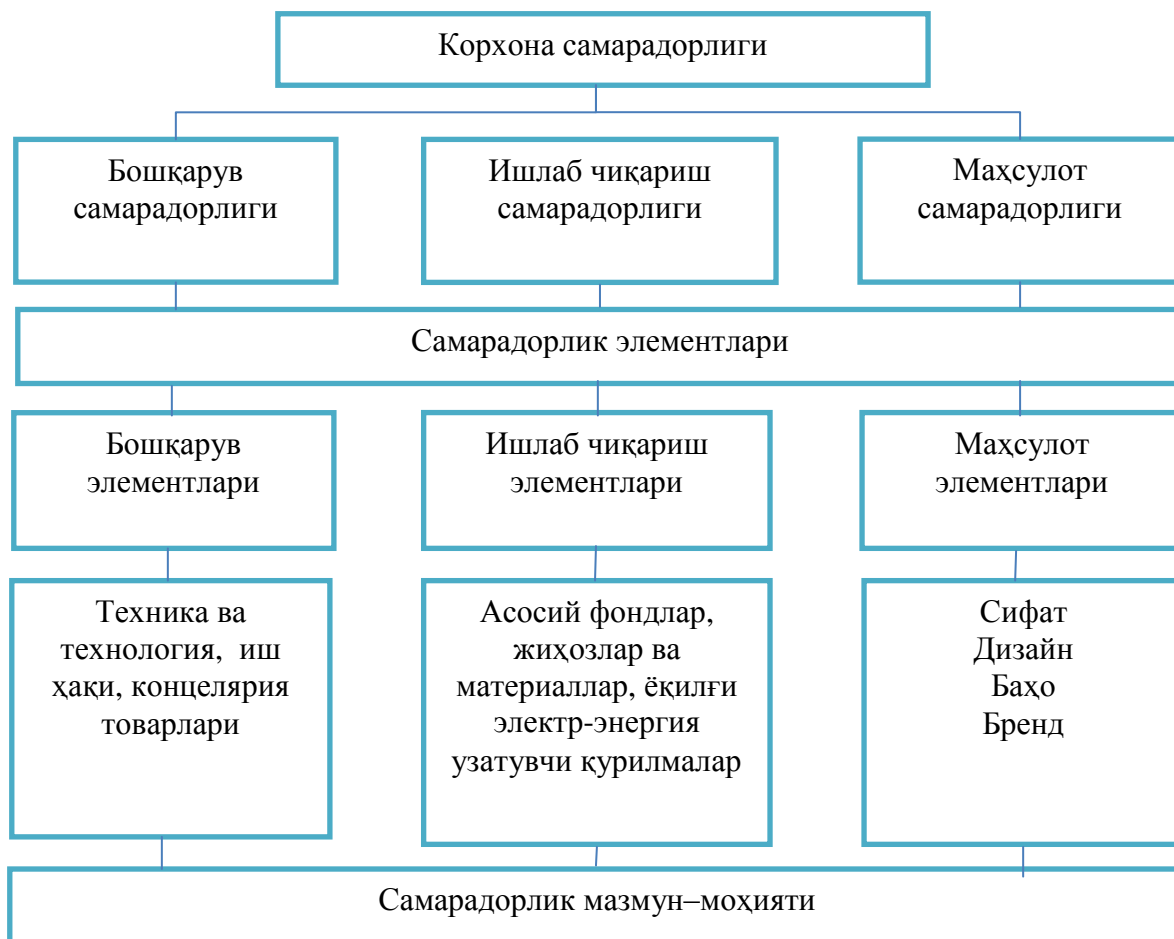 Корхона самарадорлиги
Бошқарув
самарадорлиги
Ишлаб чиқариш
самарадорлиги
Маҳсулот
самарадорлиги
Самарадорлик элементлари
Бошқарув
элементлари
Ишлаб чиқариш
элементлари
Маҳсулот
элементлари
Техника ва
технология, иш
ҳақи, концелярия
товарлари
Асосий фондлар,
жиҳозлар ва
материаллар, ёқилғи
электр-энергия
узатувчи қурилмалар
Сифат
Дизайн
Баҳо
Бренд
Самарадорлик мазмун–моҳияти